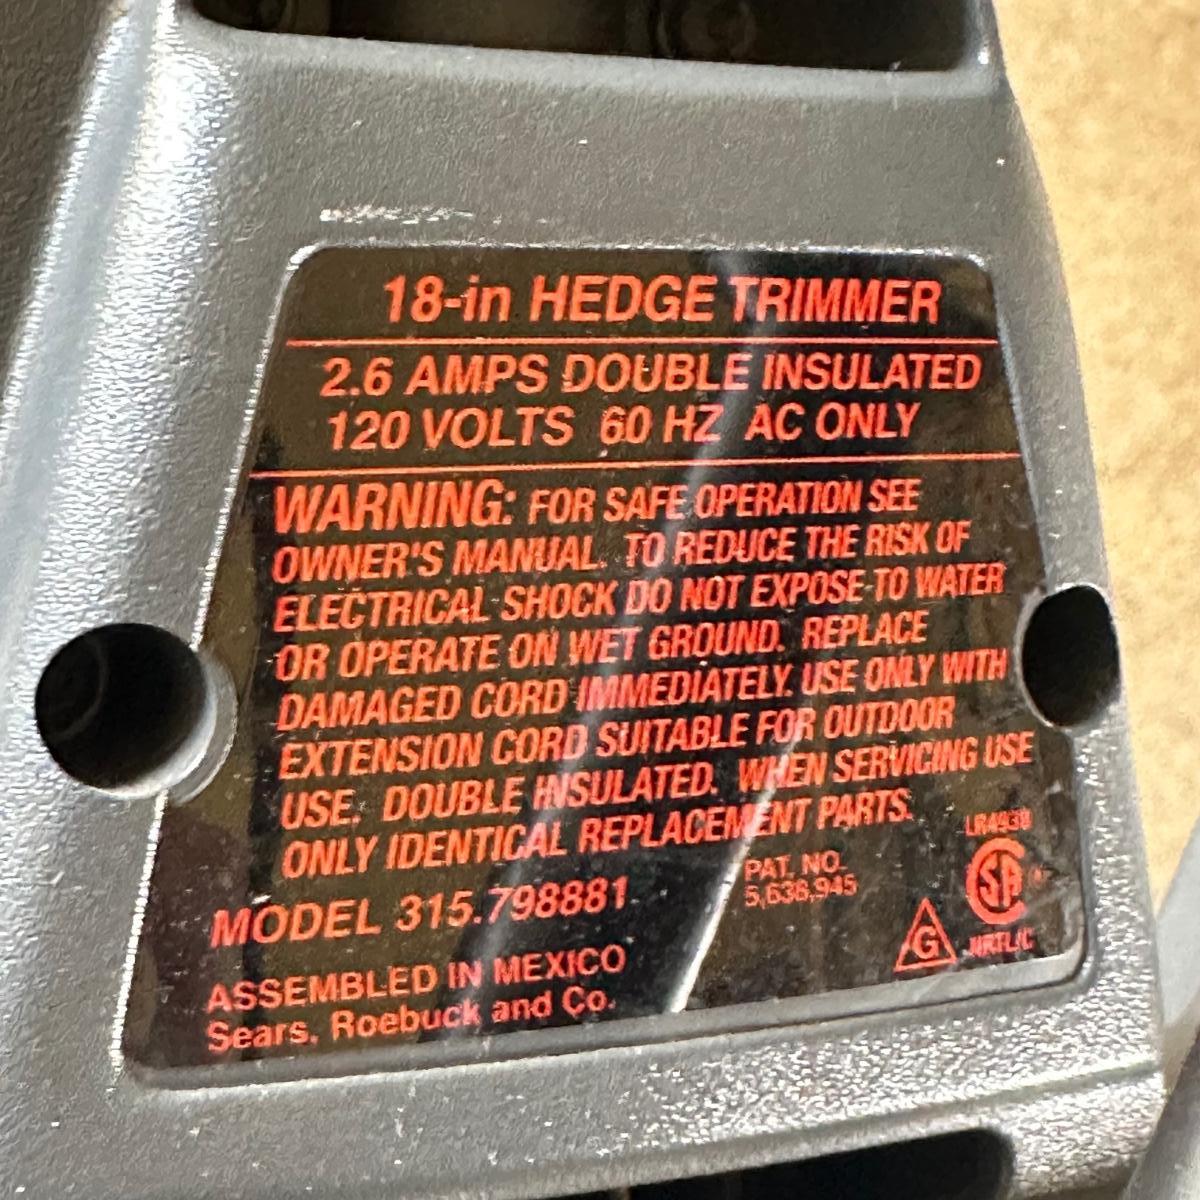 18-in HEDGE TRIMMER
2.6 AMPS DOUBLE INSULATED
120 VOLTS 60 HZ AC ONLY
WARNING: FOR SAFE OPERATION SEE
OWNER'S MANUAL. TO REDUCE THE RISK OF
ELECTRICAL SHOCK DO NOT EXPOSE TO WATER
OR OPERATE ON WET GROUND. REPLACE
DAMAGED CORD IMMEDIATELY. USE ONLY WITH
EXTENSION CORD SUITABLE FOR OUTDOOR
USE. DOUBLE INSULATED. WHEN SERVICING USE
ONLY IDENTICAL REPLACEMENT PARTS.
MODEL 315.798881
PAT. NO.
5,636,945
ASSEMBLED IN MEXICO
Sears, Roebuck and Co.
G
SA
NRTL/C